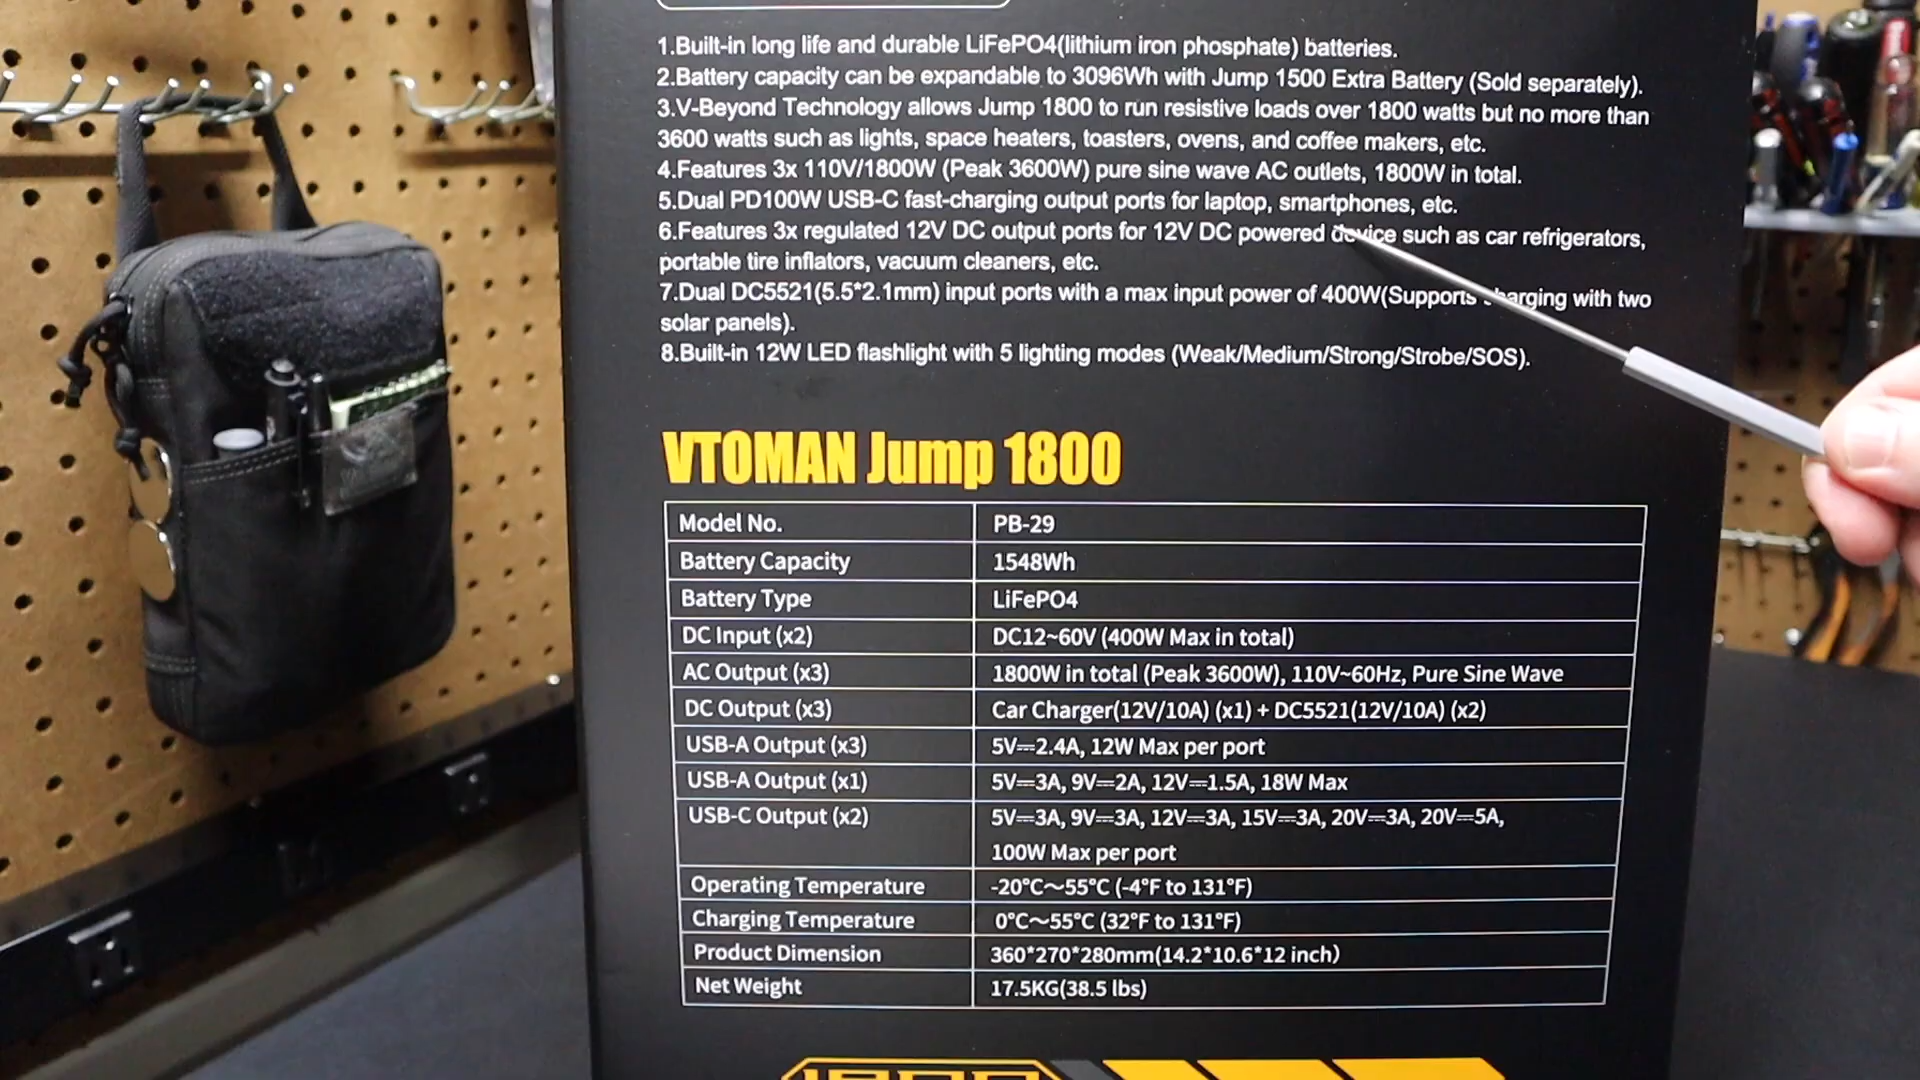 1.Built-in long life and durable LiFePO4(lithium iron phosphate) batteries.
2.Battery capacity can be expandable to 3096Wh with Jump 1500 Extra Battery (Sold separately).
3.V-Beyond Technology allows Jump 1800 to run resistive loads over 1800 watts but no more than
3600 watts such as lights, space heaters, toasters, ovens, and coffee makers, etc.
4.Features 3x 110V/1800W (Peak 3600W) pure sine wave AC outlets, 1800W in total.
5.Dual PD100W USB-C fast-charging output ports for laptop, smartphones, etc.
6.Features 3x regulated 12V DC output ports for 12V DC powered device such as car refrigerators,
portable tire inflators, vacuum cleaners, etc.
7.Dual DC5521(5.5*2.1mm) input ports with a max input power of 400W(Supports charging with two
solar panels).
8.Built-in 12W LED flashlight with 5 lighting modes (Weak/Medium/Strong/Strobe/SOS).
VTOMAN Jump 1800
Model No. PB-29
Battery Capacity 1548Wh
Battery Type LiFePO4
DC Input (x2) DC12~60V (400W Max in total)
AC Output (x3) 1800W in total (Peak 3600W), 110V~60Hz, Pure Sine Wave
DC Output (x3) Car Charger(12V/10A) (x1) + DC5521(12V/10A) (x2)
USB-A Output (x3) 5V⎓2.4A, 12W Max per port
USB-A Output (x1) 5V⎓3A, 9V⎓2A, 12V⎓1.5A, 18W Max
USB-C Output (x2) 5V⎓3A, 9V⎓3A, 12V⎓3A, 15V⎓3A, 20V⎓3A, 20V⎓5A,
100W Max per port
Operating Temperature -20°C～55°C (-4°F to 131°F)
Charging Temperature 0°C～55°C (32°F to 131°F)
Product Dimension 360*270*280mm(14.2*10.6*12 inch)
Net Weight 17.5KG(38.5 lbs)
1800